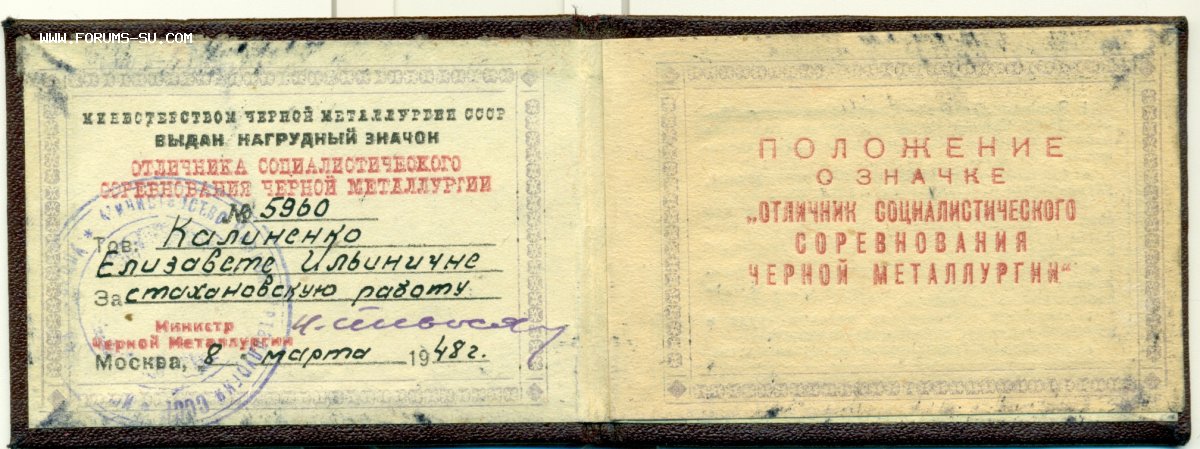 WWW.FORUMS-SU.COM
МИНИСТЕРСТВОМ ЧЕРНОЙ МЕТАЛЛУРГИИ СССР
ВЫДАН НАГРУДНЫЙ ЗНАЧОК
ОТЛИЧНИКА СОЦИАЛИСТИЧЕСКОГО
СОРЕВНОВАНИЯ ЧЕРНОЙ МЕТАЛЛУРГИИ
№ 5960
Тов. Калиненко
Елизавете Ильиничне
За стахановскую работу
Министр
Черной Металлургии
Москва, 8 марта 1948 г.
ПОЛОЖЕНИЕ
О ЗНАЧКЕ
„ОТЛИЧНИК СОЦИАЛИСТИЧЕСКОГО
СОРЕВНОВАНИЯ
ЧЕРНОЙ МЕТАЛЛУРГИИ“